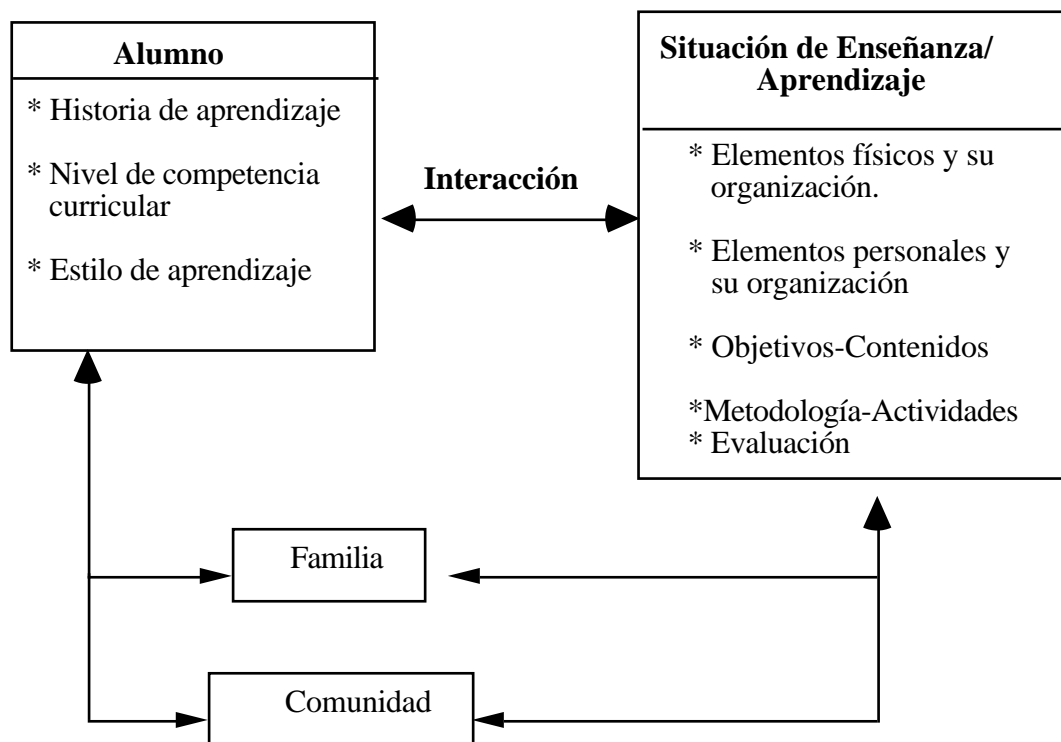 Alumno
* Historia de aprendizaje
* Nivel de competencia
curricular
* Estilo de aprendizaje
Interacción
Situación de Enseñanza/
Aprendizaje
* Elementos físicos y su
organización.
* Elementos personales y
su organización
* Objetivos-Contenidos
*Metodología-Actividades
* Evaluación
Familia
Comunidad